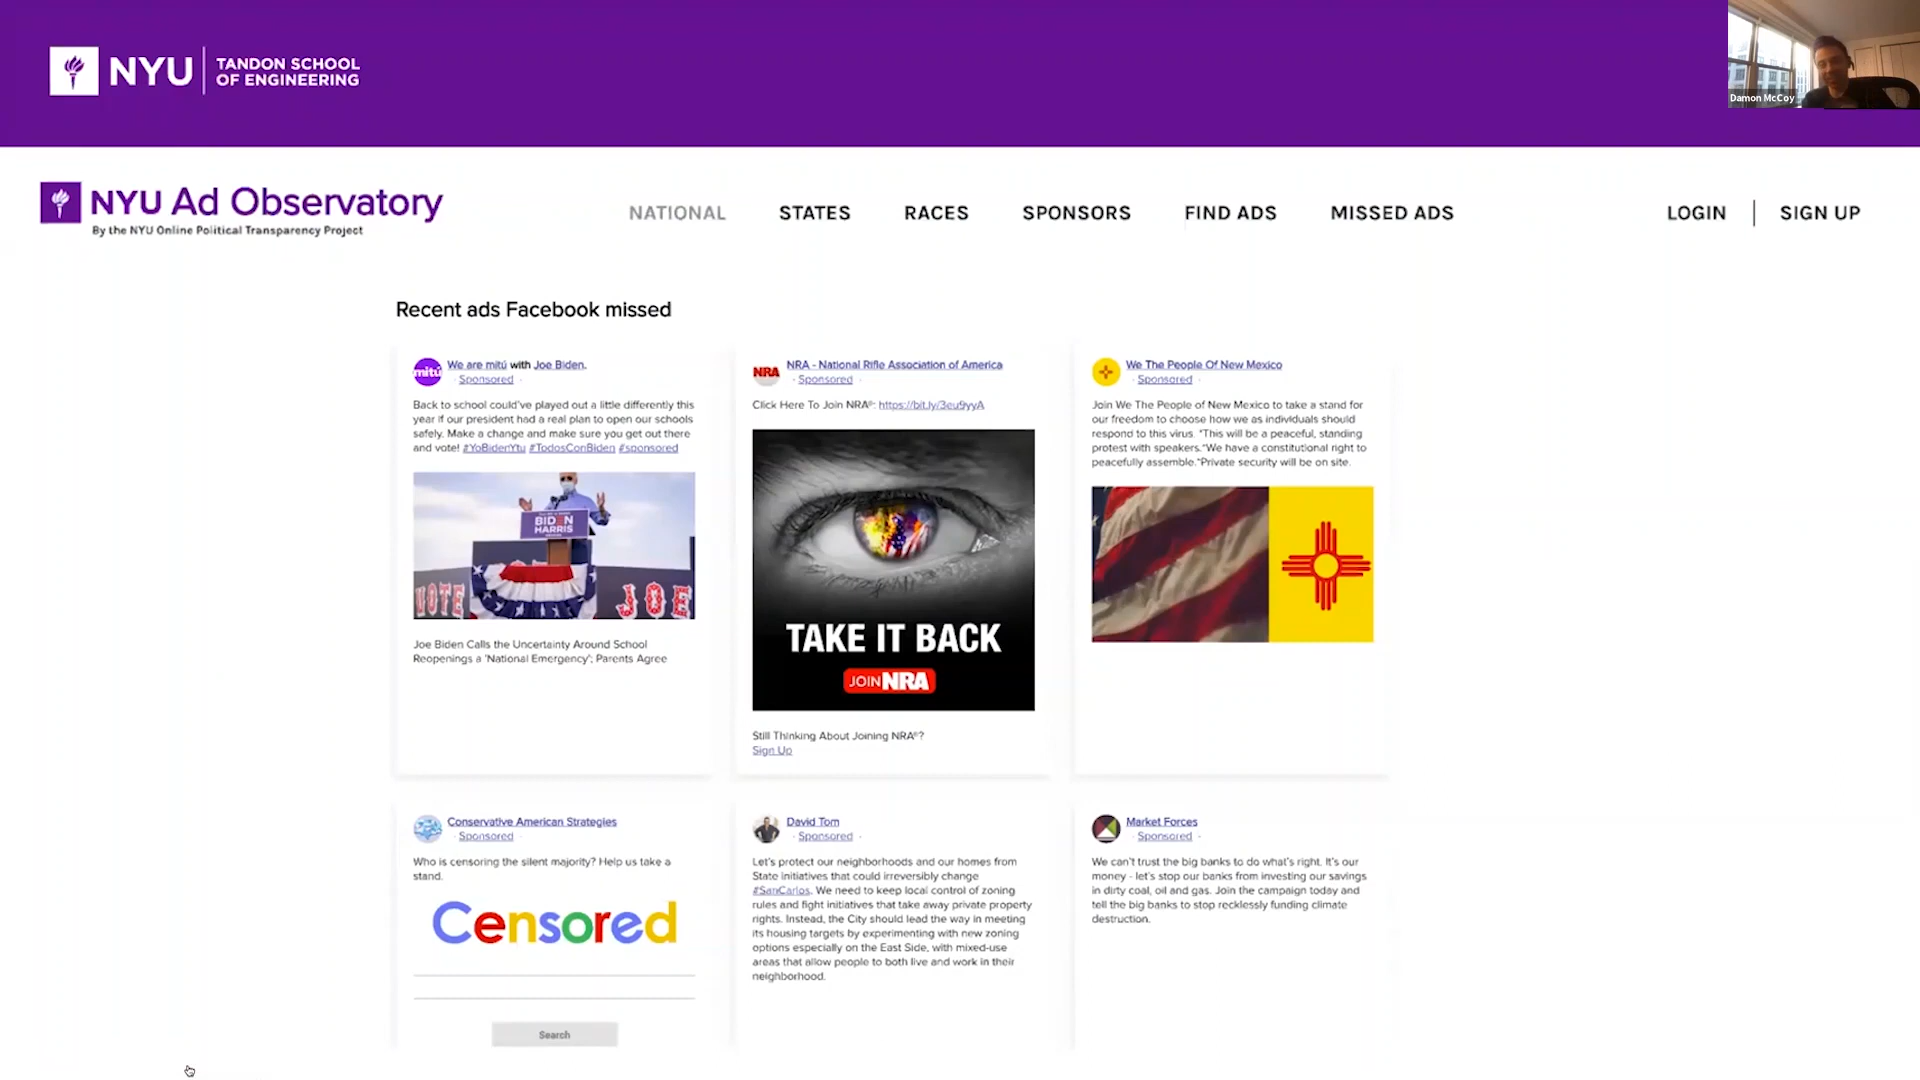 NYU
TANDON SCHOOL
OF ENGINEERING
Damon McCoy
NYU Ad Observatory
By the NYU Online Political Transparency Project
NATIONAL
STATES
RACES
SPONSORS
FIND ADS
MISSED ADS
LOGIN
SIGN UP
Recent ads Facebook missed
mitú
We are mitú with Joe Biden.
· Sponsored ·
Back to school could've played out a little differently this
year if our president had a real plan to open our schools
safely. Make a change and make sure you get out there
and vote! #YoBidenYtu #TodosConBiden #sponsored
BIDEN
HARRIS
VOTE
JOE
Joe Biden Calls the Uncertainty Around School
Reopenings a 'National Emergency'; Parents Agree
NRA
NRA - National Rifle Association of America
· Sponsored ·
Click Here To Join NRA®: https://bit.ly/3eu9yyA
TAKE IT BACK
JOIN NRA
Still Thinking About Joining NRA®?
Sign Up
We The People Of New Mexico
· Sponsored ·
Join We The People of New Mexico to take a stand for
our freedom to choose how we as individuals should
respond to this virus. *This will be a peaceful, standing
protest with speakers.*We have a constitutional right to
peacefully assemble.*Private security will be on site.
Conservative American Strategies
· Sponsored ·
Who is censoring the silent majority? Help us take a
stand.
Censored
Search
David Tom
· Sponsored ·
Let's protect our neighborhoods and our homes from
State initiatives that could irreversibly change
#SanCarlos. We need to keep local control of zoning
rules and fight initiatives that take away private property
rights. Instead, the City should lead the way in meeting
its housing targets by experimenting with new zoning
options especially on the East Side, with mixed-use
areas that allow people to both live and work in their
neighborhood.
Market Forces
· Sponsored ·
We can't trust the big banks to do what's right. It's our
money - let's stop our banks from investing our savings
in dirty coal, oil and gas. Join the campaign today and
tell the big banks to stop recklessly funding climate
destruction.